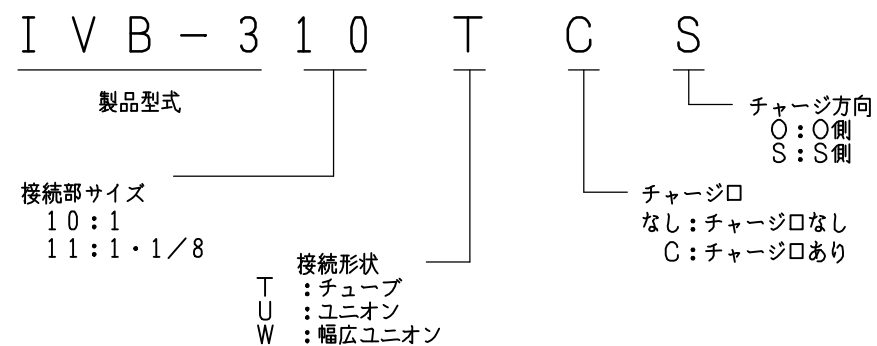 IVB-310 T C S
製品型式
チャージ方向
O:O側
S:S側
接続部サイズ
10:1
11:1・1/8
チャージ口
なし:チャージ口なし
C:チャージ口あり
接続形状
T :チューブ
U :ユニオン
W :幅広ユニオン